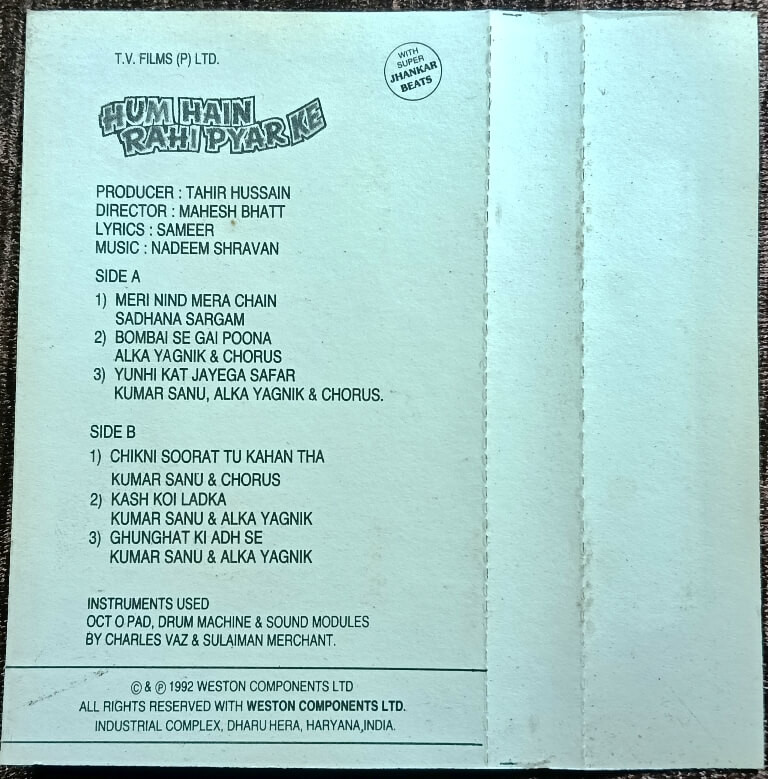 T.V. FILMS (P) LTD.
WITH
SUPER
JHANKAR
BEATS
HUM HAIN
RAHI PYAR KE
PRODUCER : TAHIR HUSSAIN
DIRECTOR : MAHESH BHATT
LYRICS : SAMEER
MUSIC : NADEEM SHRAVAN
SIDE A
1) MERI NIND MERA CHAIN
SADHANA SARGAM
2) BOMBAI SE GAI POONA
ALKA YAGNIK & CHORUS
3) YUNHI KAT JAYEGA SAFAR
KUMAR SANU, ALKA YAGNIK & CHORUS.
SIDE B
1) CHIKNI SOORAT TU KAHAN THA
KUMAR SANU & CHORUS
2) KASH KOI LADKA
KUMAR SANU & ALKA YAGNIK
3) GHUNGHAT KI ADH SE
KUMAR SANU & ALKA YAGNIK
INSTRUMENTS USED
OCT O PAD, DRUM MACHINE & SOUND MODULES
BY CHARLES VAZ & SULAIMAN MERCHANT.
© & ℗ 1992 WESTON COMPONENTS LTD
ALL RIGHTS RESERVED WITH WESTON COMPONENTS LTD.
INDUSTRIAL COMPLEX, DHARU HERA, HARYANA,INDIA.